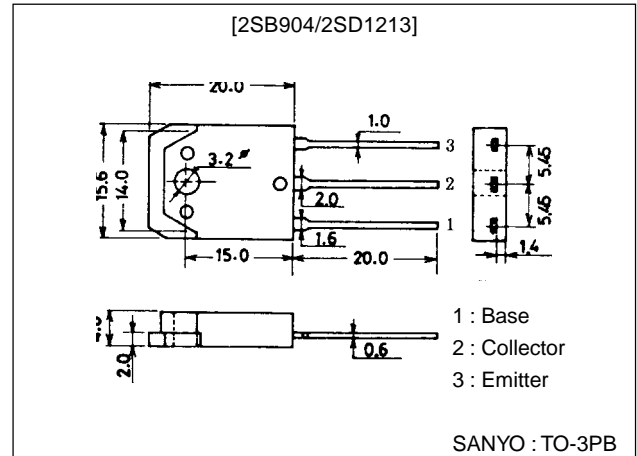 [2SB904/2SD1213]
20.0
1.0
3
3.2 ø
15.6
14.0
2
5.45
2.0
5.45
1
1.6
1.4
15.0
20.0
2.0
0.6
1 : Base
2 : Collector
3 : Emitter
SANYO : TO-3PB